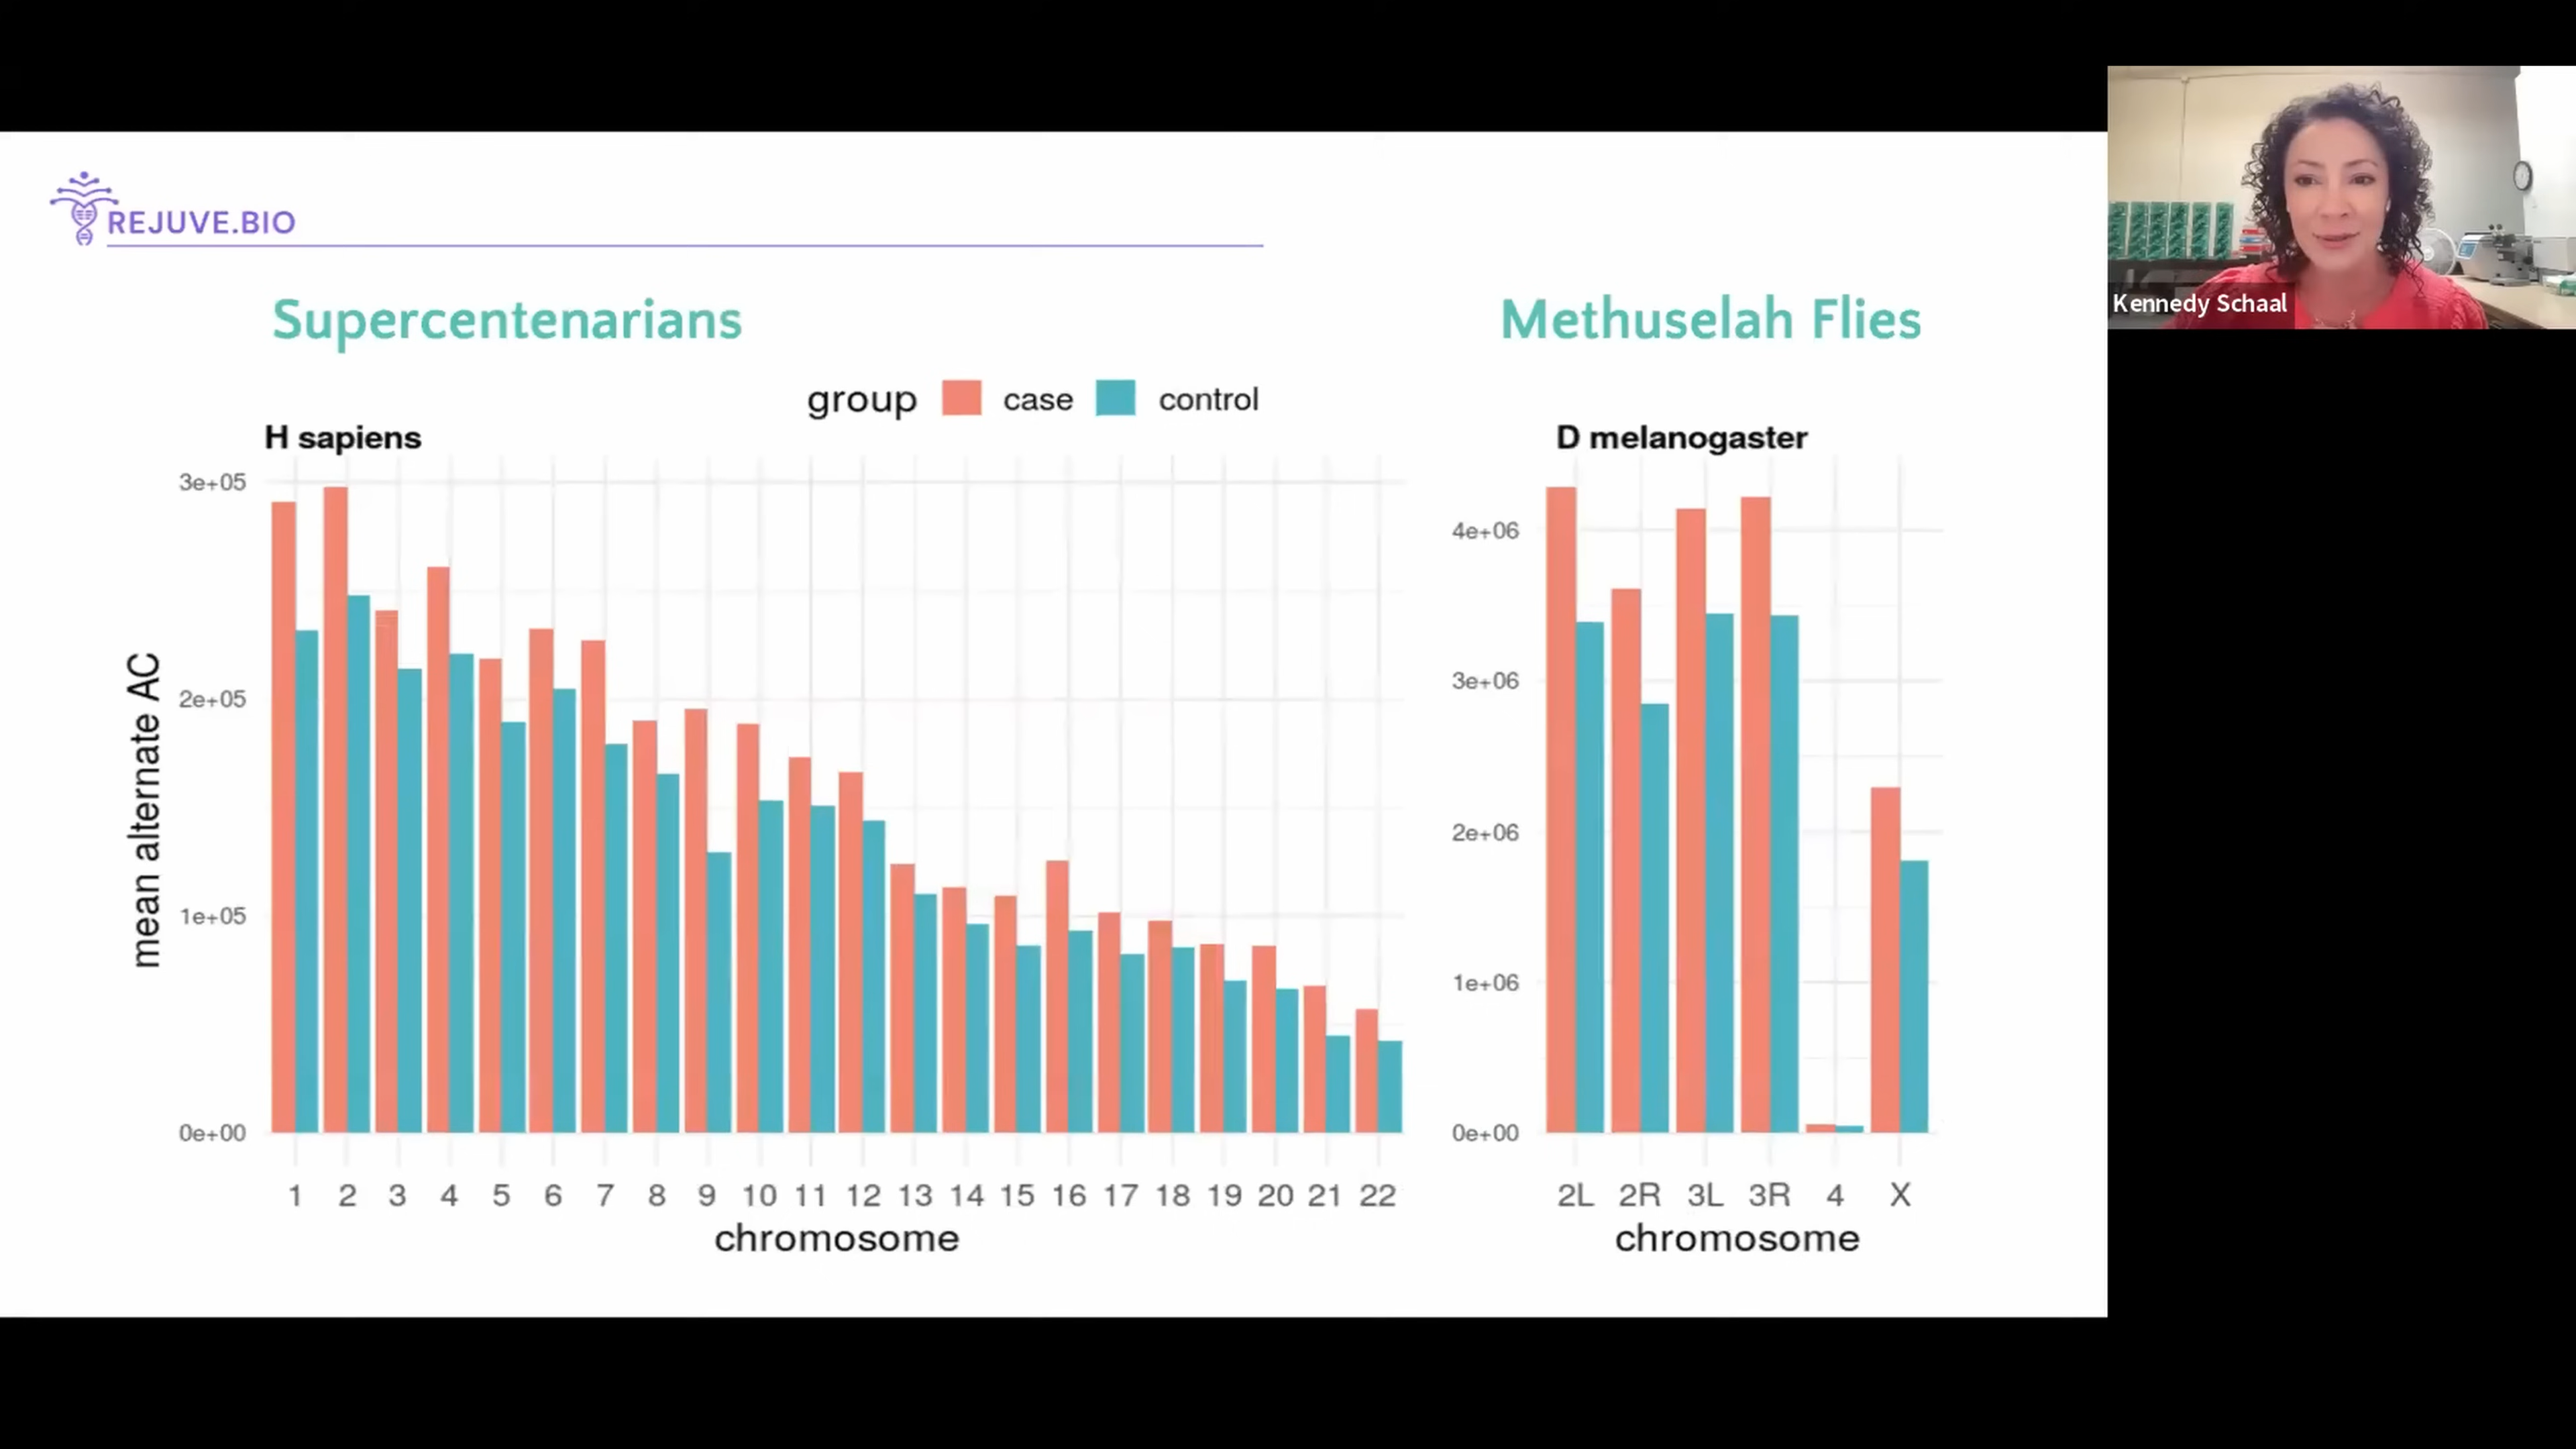 REJUVE.BIO
Kennedy Schaal
Supercentenarians
Methuselah Flies
group case control
H sapiens
D melanogaster
mean alternate AC
3e+05
2e+05
1e+05
0e+00
1 2 3 4 5 6 7 8 9 10 11 12 13 14 15 16 17 18 19 20 21 22
chromosome
4e+06
3e+06
2e+06
1e+06
0e+00
2L 2R 3L 3R 4 X
chromosome